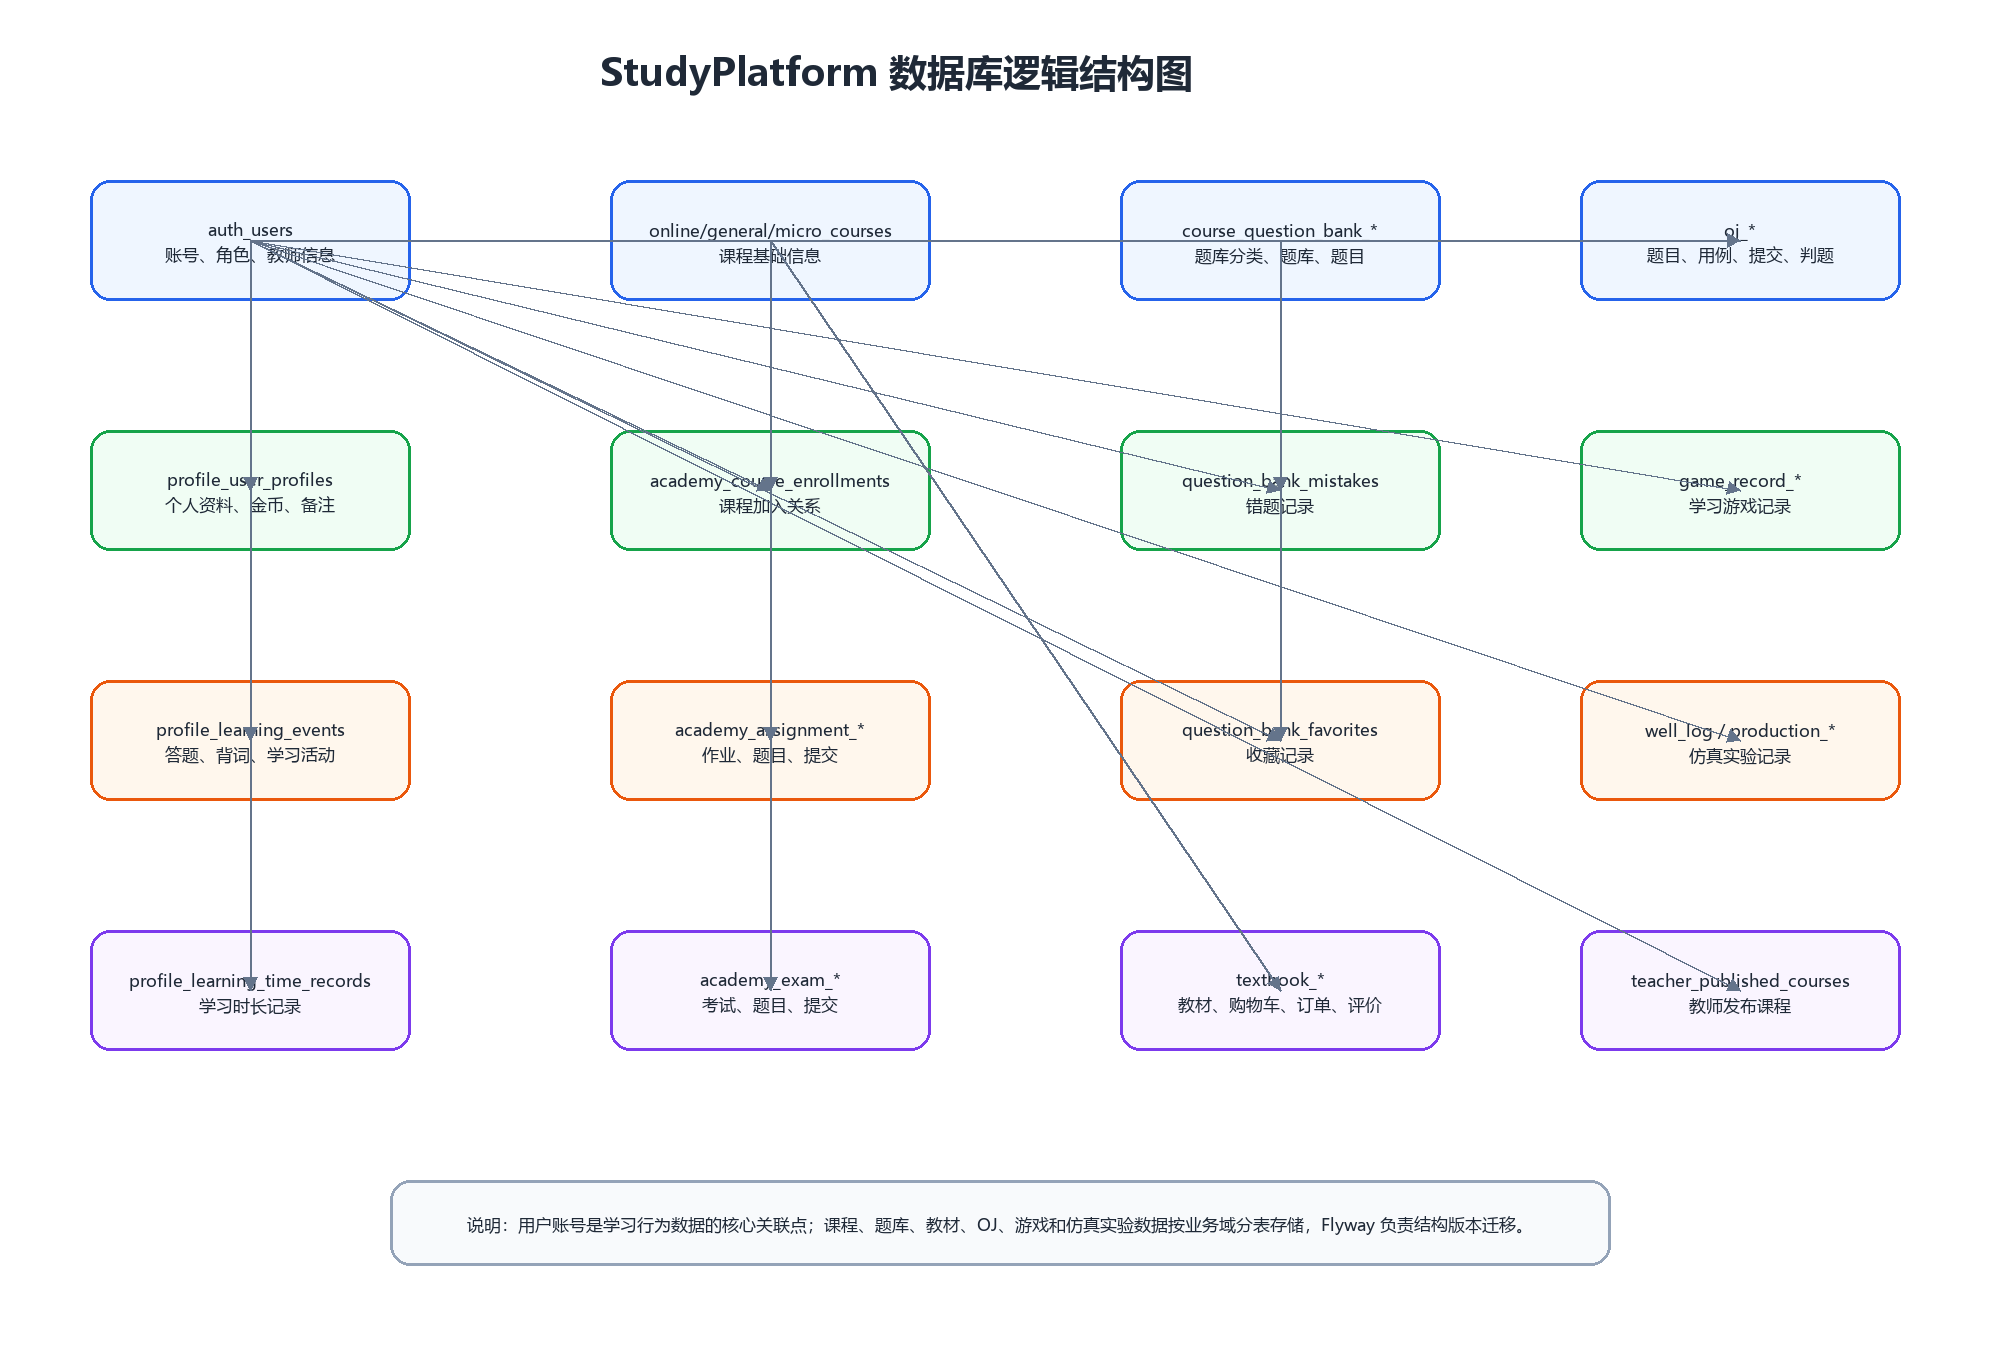 StudyPlatform 数据库逻辑结构图
auth_users
账号、角色、教师信息
online/general/micro_courses
课程基础信息
course_question_bank_*
题库分类、题库、题目
oj_*
题目、用例、提交、判题
profile_user_profiles
个人资料、金币、备注
academy_course_enrollments
课程加入关系
question_bank_mistakes
错题记录
game_record_*
学习游戏记录
profile_learning_events
答题、背词、学习活动
academy_assignment_*
作业、题目、提交
question_bank_favorites
收藏记录
well_log / production_*
仿真实验记录
profile_learning_time_records
学习时长记录
academy_exam_*
考试、题目、提交
textbook_*
教材、购物车、订单、评价
teacher_published_courses
教师发布课程
说明：用户账号是学习行为数据的核心关联点；课程、题库、教材、OJ、游戏和仿真实验数据按业务域分表存储，Flyway 负责结构版本迁移。